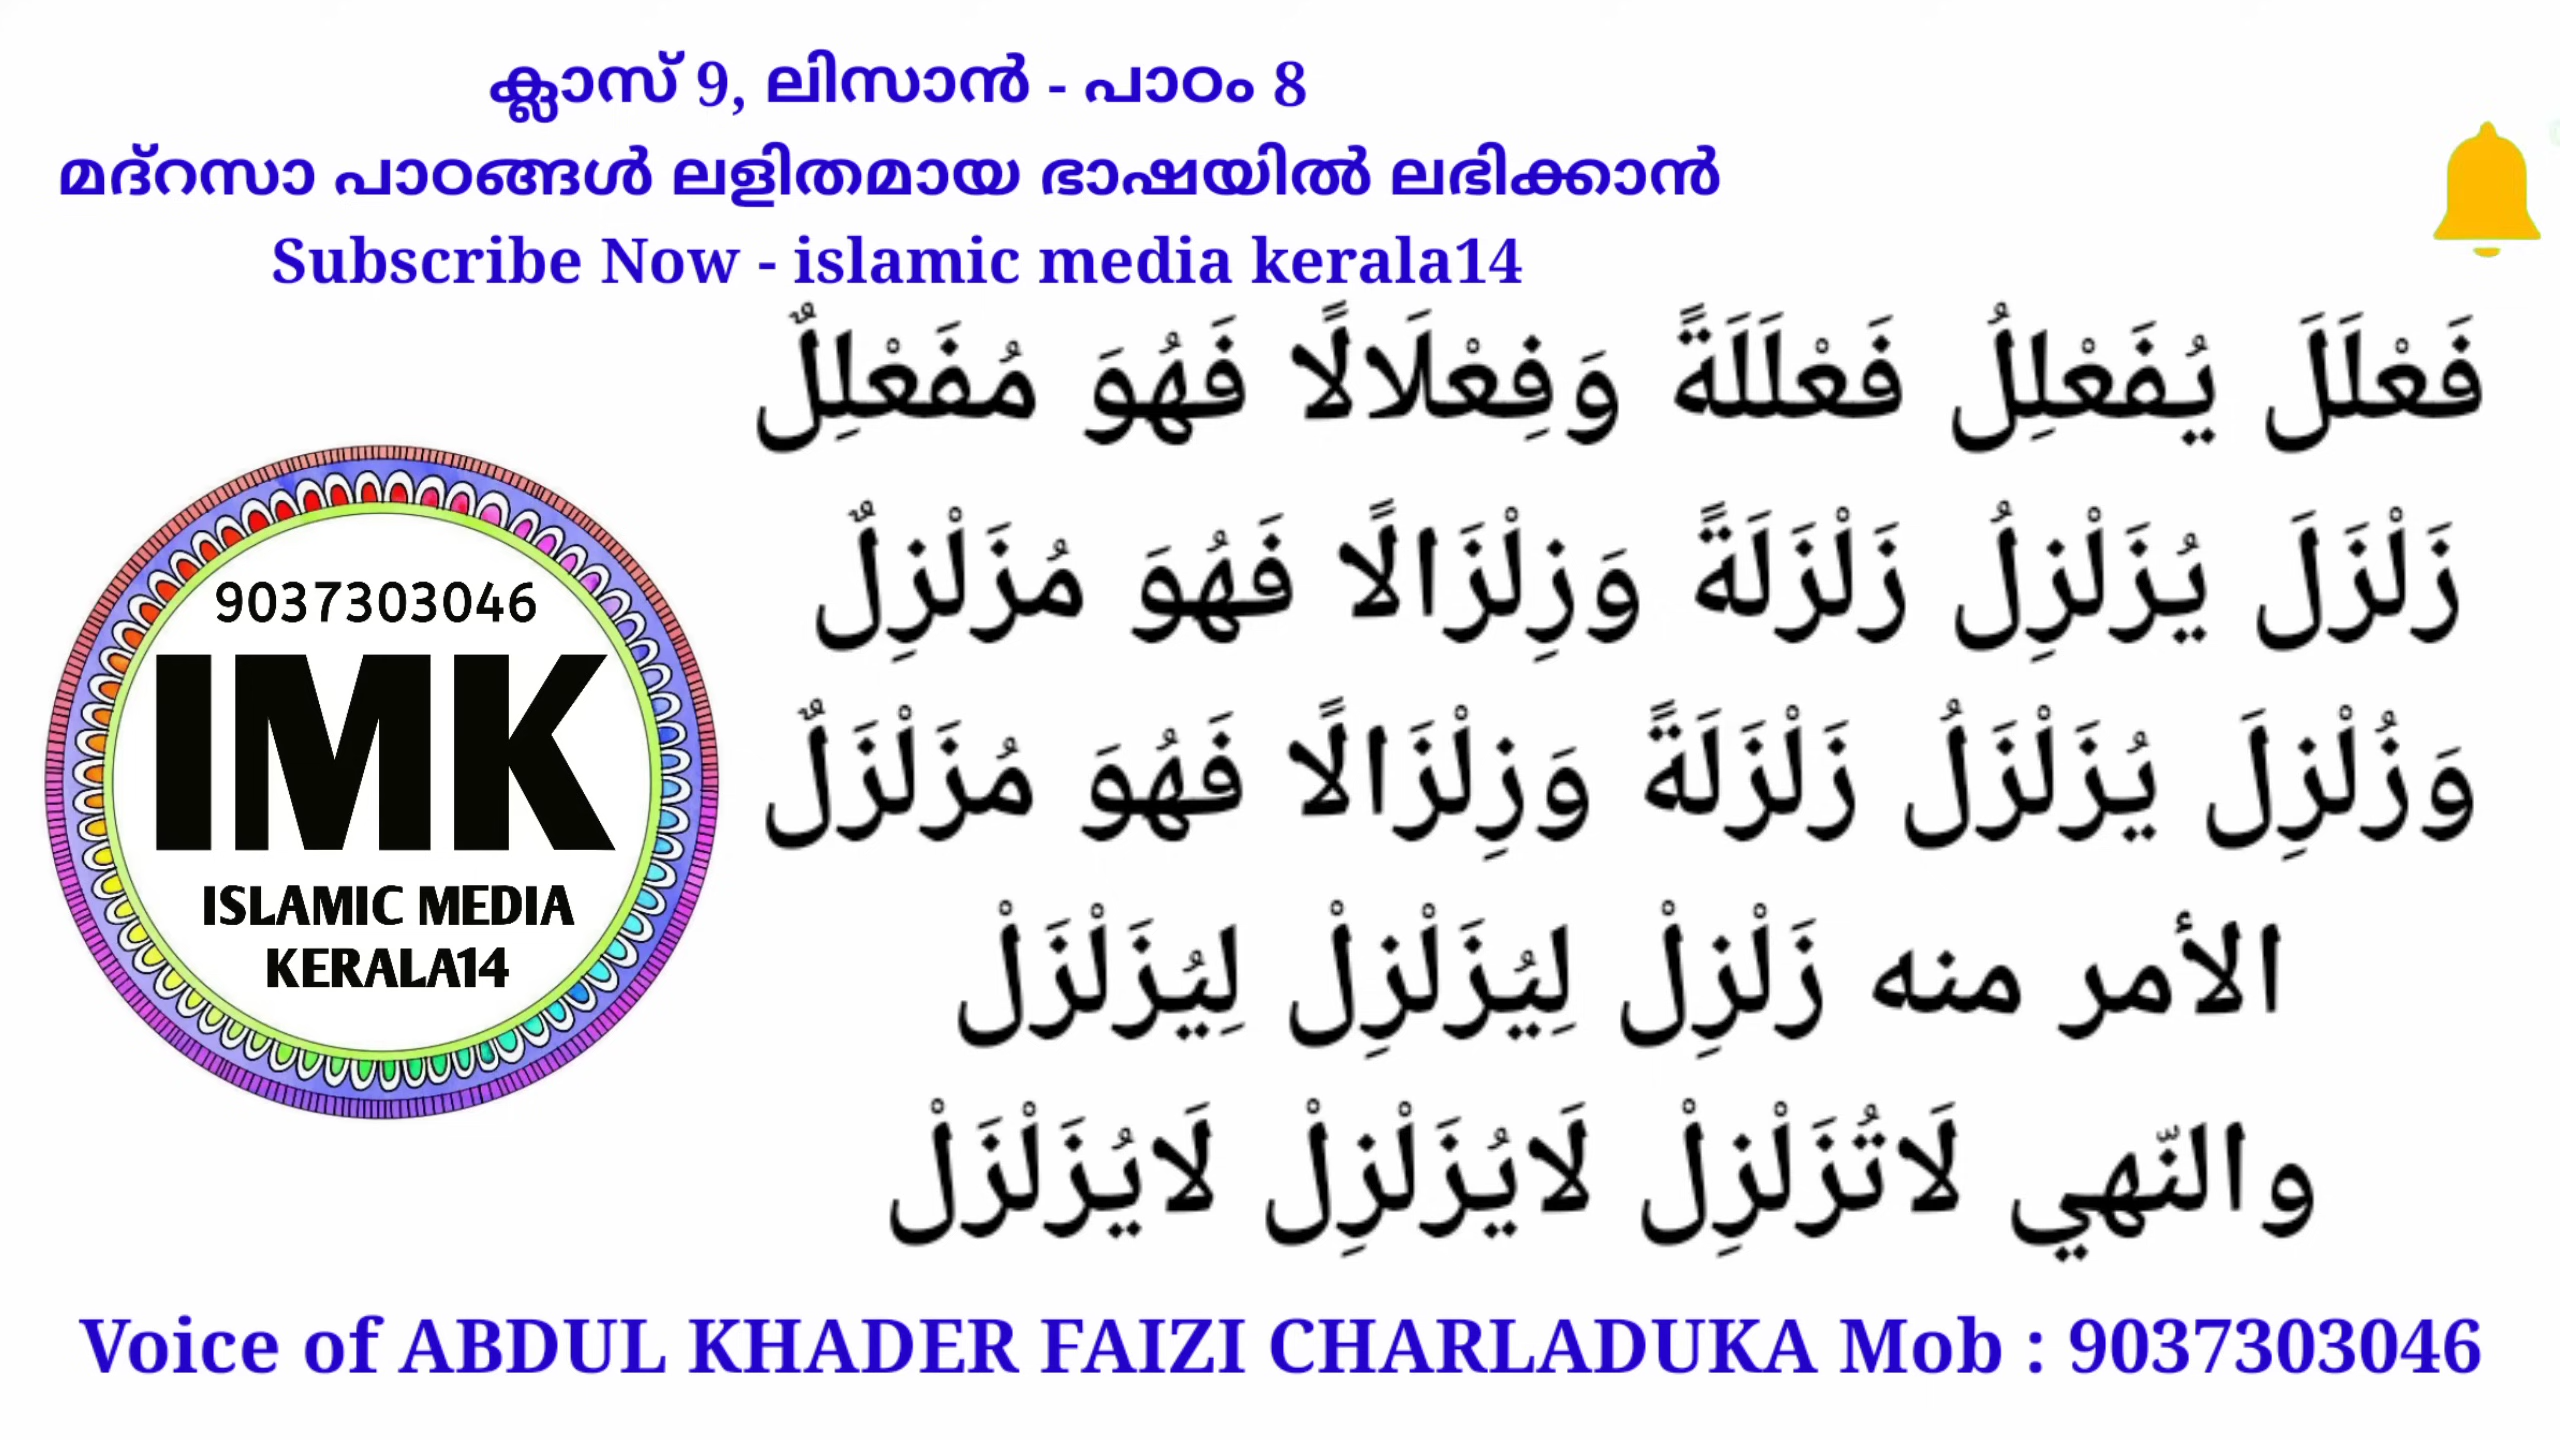 ക്ലാസ് 9, ലിസാൻ - പാഠം 8
മദ്റസാ പാഠങ്ങൾ ലളിതമായ ഭാഷയിൽ ലഭിക്കാൻ
Subscribe Now - islamic media kerala14
فَعْلَلَ يُفَعْلِلُ فَعْلَلَةً وَفِعْلَالًا فَهُوَ مُفَعْلِلٌ
زَلْزَلَ يُزَلْزِلُ زَلْزَلَةً وَزِلْزَالًا فَهُوَ مُزَلْزِلٌ
وَزُلْزِلَ يُزَلْزَلُ زَلْزَلَةً وَزِلْزَالًا فَهُوَ مُزَلْزَلٌ
الأمر منه زَلْزِلْ لِيُزَلْزِلْ لِيُزَلْزَلْ
والنّهي لَاتُزَلْزِلْ لَايُزَلْزِلْ لَايُزَلْزَلْ
9037303046
IMK
ISLAMIC MEDIA
KERALA14
Voice of ABDUL KHADER FAIZI CHARLADUKA Mob : 9037303046